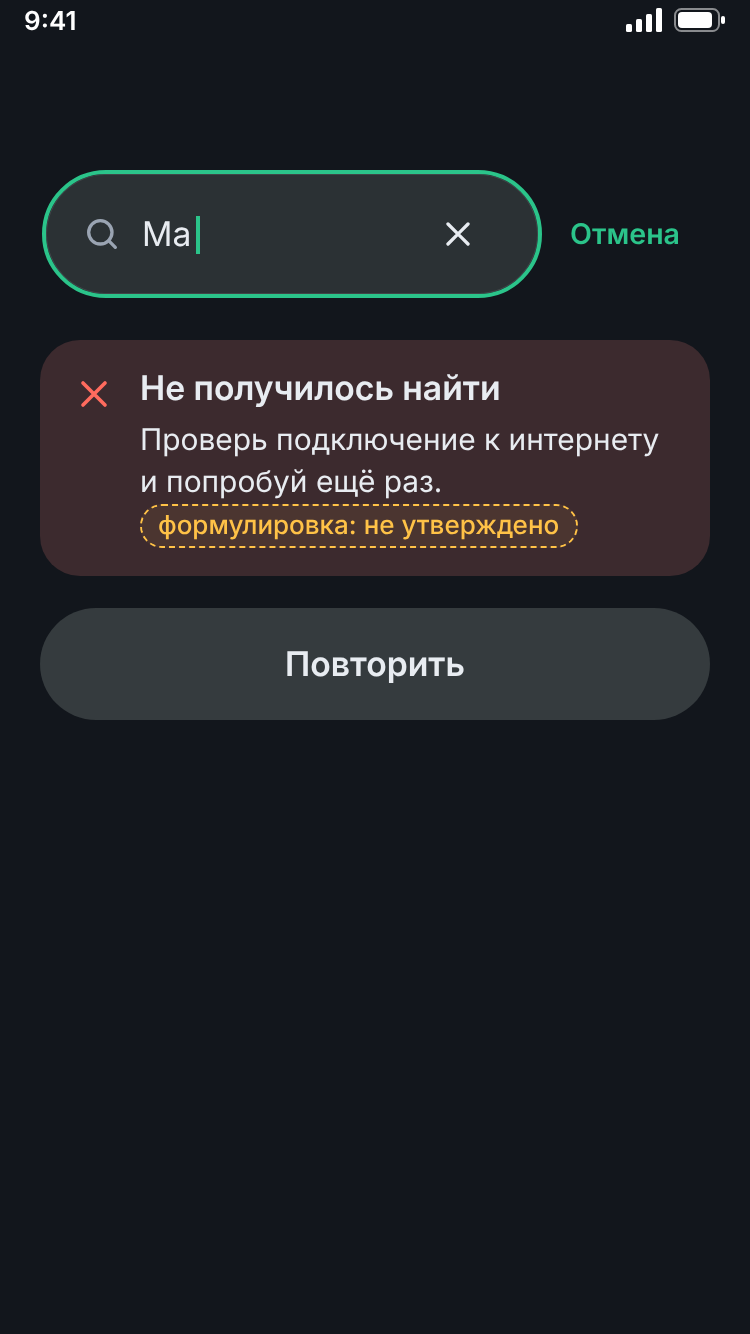 9:41
Ма
Отмена
Не получилось найти
Проверь подключение к интернету
и попробуй ещё раз.
формулировка: не утверждено
Повторить